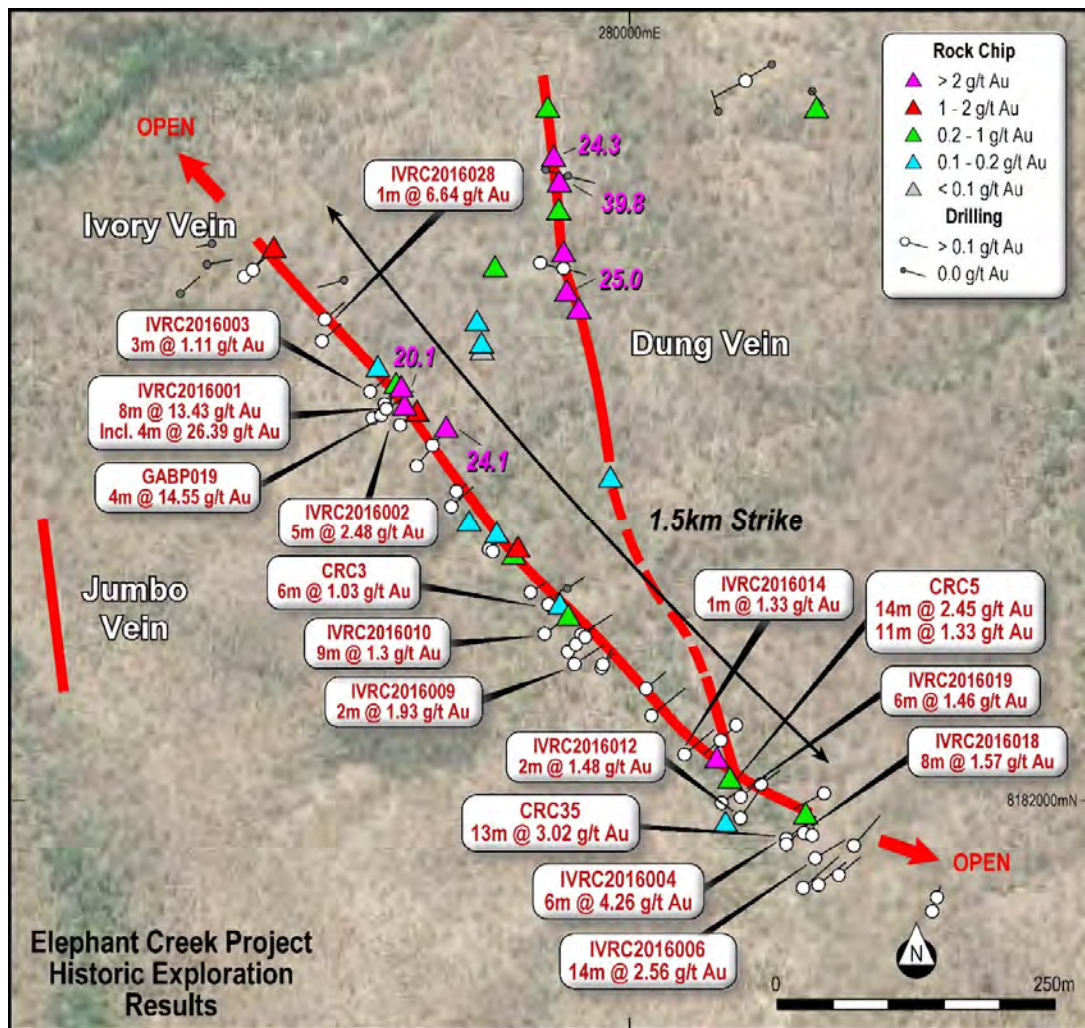 280000mE
Rock Chip
> 2 g/t Au
1 - 2 g/t Au
0.2 - 1 g/t Au
0.1 - 0.2 g/t Au
< 0.1 g/t Au
Drilling
> 0.1 g/t Au
0.0 g/t Au
OPEN
Ivory Vein
IVRC2016028
1m @ 6.64 g/t Au
24.3
39.8
25.0
Dung Vein
IVRC2016003
3m @ 1.11 g/t Au
20.1
IVRC2016001
8m @ 13.43 g/t Au
Incl. 4m @ 26.39 g/t Au
24.1
GABP019
4m @ 14.55 g/t Au
IVRC2016002
5m @ 2.48 g/t Au
1.5km Strike
Jumbo
Vein
CRC3
6m @ 1.03 g/t Au
IVRC2016010
9m @ 1.3 g/t Au
IVRC2016009
2m @ 1.93 g/t Au
IVRC2016014
1m @ 1.33 g/t Au
CRC5
14m @ 2.45 g/t Au
11m @ 1.33 g/t Au
IVRC2016019
6m @ 1.46 g/t Au
IVRC2016018
8m @ 1.57 g/t Au
IVRC2016012
2m @ 1.48 g/t Au
8182000mN
CRC35
13m @ 3.02 g/t Au
OPEN
IVRC2016004
6m @ 4.26 g/t Au
IVRC2016006
14m @ 2.56 g/t Au
Elephant Creek Project
Historic Exploration
Results
N
0
250m